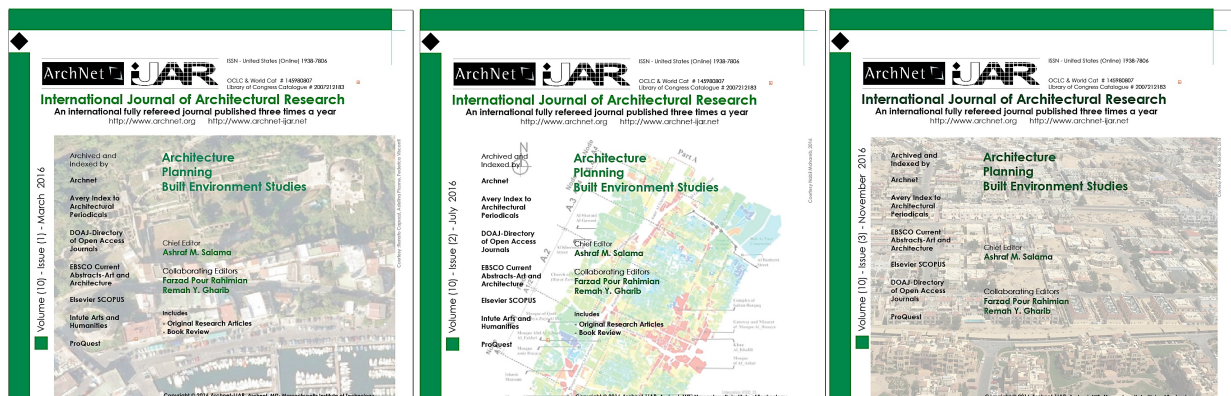 ISSN - United States (Online) 1938-7806
ArchNet
iJAR
OCLC & World Cat # 145980807
Library of Congress Catalogue # 2007212183
International Journal of Architectural Research
An international fully refereed journal published three times a year
http://www.archnet.org http://www.archnet-ijar.net
Volume (10) - Issue (1) - March 2016
Archived and
Indexed by
Archnet
Avery Index to
Architectural
Periodicals
DOAJ-Directory
of Open Access
Journals
EBSCO Current
Abstracts-Art and
Architecture
Elsevier SCOPUS
Intute Arts and
Humanities
ProQuest
Architecture
Planning
Built Environment Studies
Chief Editor
Ashraf M. Salama
Collaborating Editors
Farzad Pour Rahimian
Remah Y. Gharib
Includes
- Original Research Articles
- Book Review
ISSN - United States (Online) 1938-7806
ArchNet
iJAR
OCLC & World Cat # 145980807
Library of Congress Catalogue # 2007212183
International Journal of Architectural Research
An international fully refereed journal published three times a year
http://www.archnet.org http://www.archnet-ijar.net
Volume (10) - Issue (2) - July 2016
N
Part A
A.3
A.2
Archived and
Indexed by
Archnet
Avery Index to
Architectural
Periodicals
DOAJ-Directory
of Open Access
Journals
EBSCO Current
Abstracts-Art and
Architecture
Elsevier SCOPUS
Intute Arts and
Humanities
ProQuest
Architecture
Planning
Built Environment Studies
Chief Editor
Ashraf M. Salama
Collaborating Editors
Farzad Pour Rahimian
Remah Y. Gharib
Includes
- Original Research Articles
- Book Review
ISSN - United States (Online) 1938-7806
ArchNet
iJAR
OCLC & World Cat # 145980807
Library of Congress Catalogue # 2007212183
International Journal of Architectural Research
An international fully refereed journal published three times a year
http://www.archnet.org http://www.archnet-ijar.net
Volume (10) - Issue (3) - November 2016
Archived and
Indexed by
Archnet
Avery Index to
Architectural
Periodicals
EBSCO Current
Abstracts-Art and
Architecture
Elsevier SCOPUS
DOAJ-Directory
of Open Access
Journals
ProQuest
Architecture
Planning
Built Environment Studies
Chief Editor
Ashraf M. Salama
Collaborating Editors
Farzad Pour Rahimian
Remah Y. Gharib